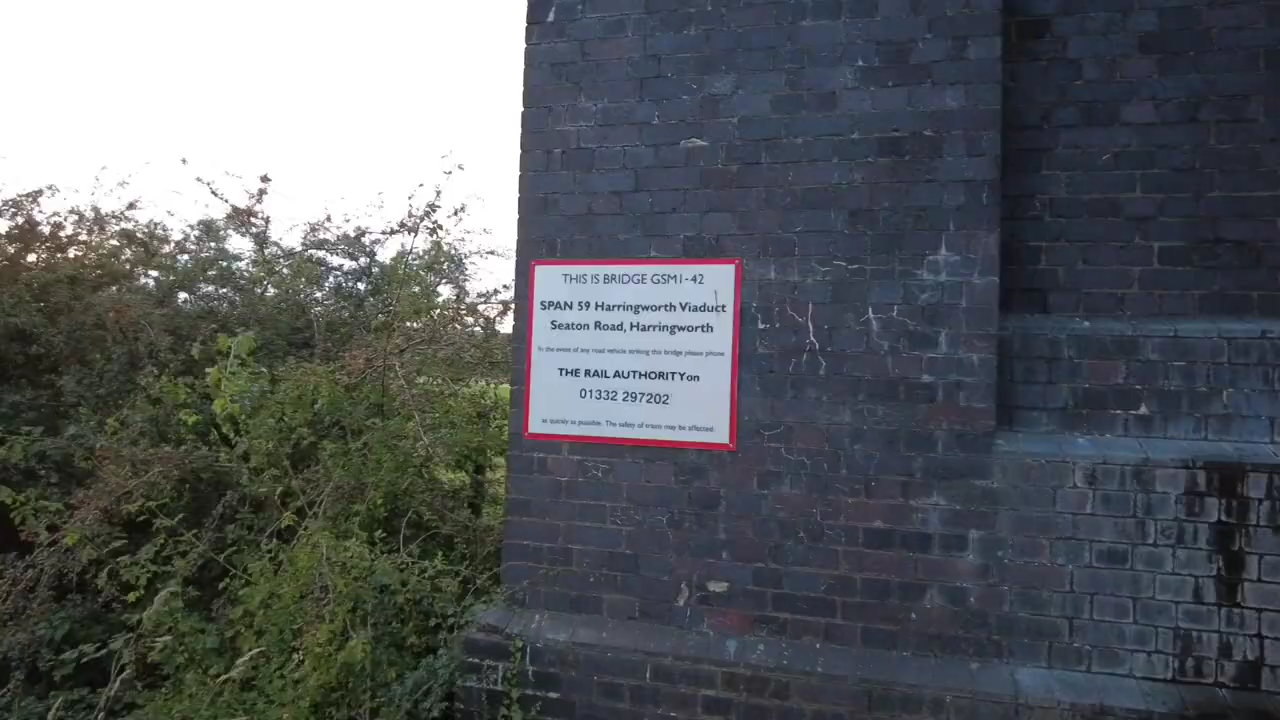 THIS IS BRIDGE GSM1-42
SPAN 59 Harringworth Viaduct
Seaton Road, Harringworth
In the event of any road vehicle striking this bridge please phone
THE RAIL AUTHORITY on
01332 297202
as quickly as possible. The safety of trains may be affected.